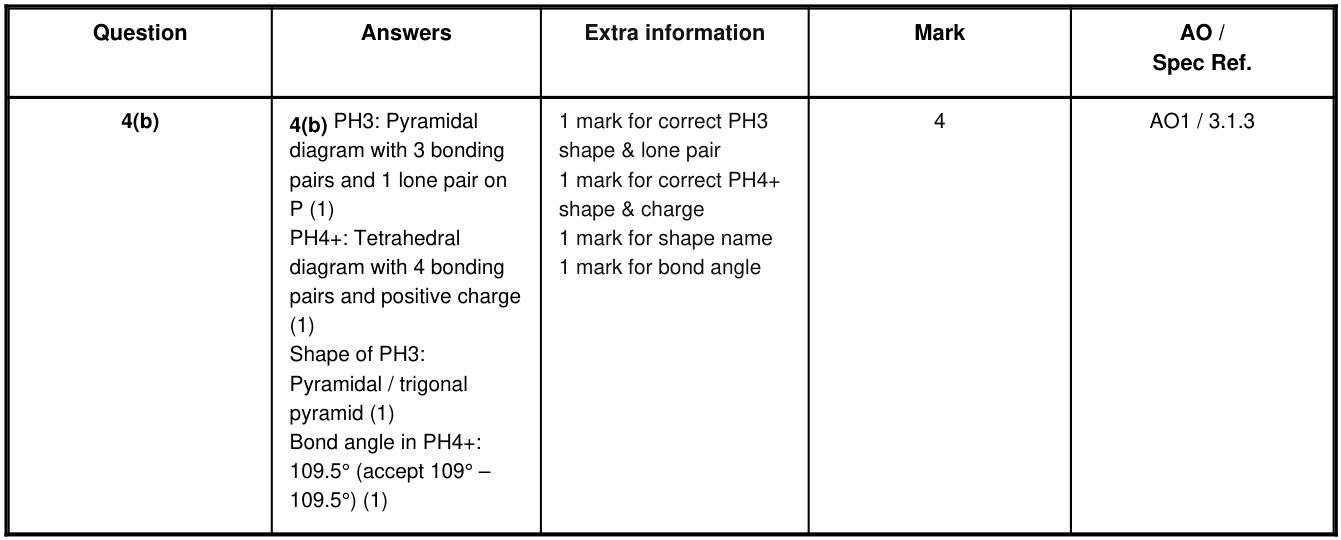 Question
Answers
Extra information
Mark
AO /
Spec Ref.
4(b)
4(b) PH3: Pyramidal
diagram with 3 bonding
pairs and 1 lone pair on
P (1)
PH4+: Tetrahedral
diagram with 4 bonding
pairs and positive charge
(1)
Shape of PH3:
Pyramidal / trigonal
pyramid (1)
Bond angle in PH4+:
109.5° (accept 109° –
109.5°) (1)
1 mark for correct PH3
shape & lone pair
1 mark for correct PH4+
shape & charge
1 mark for shape name
1 mark for bond angle
4
AO1 / 3.1.3